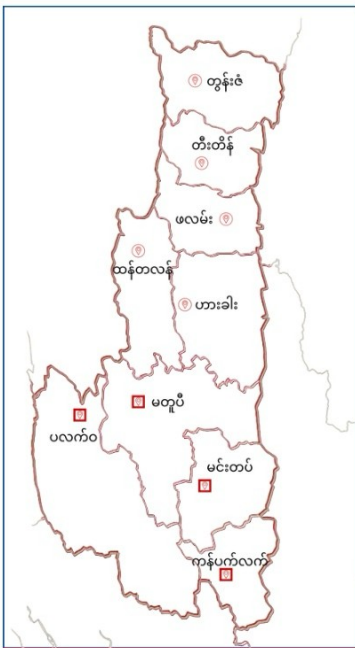 တွန်းဇံ
တီးတိန်
ဖလမ်း
ထန်တလန်
ဟားခါး
မတူပီ
ပလက်ဝ
မင်းတပ်
ကန်ပက်လက်